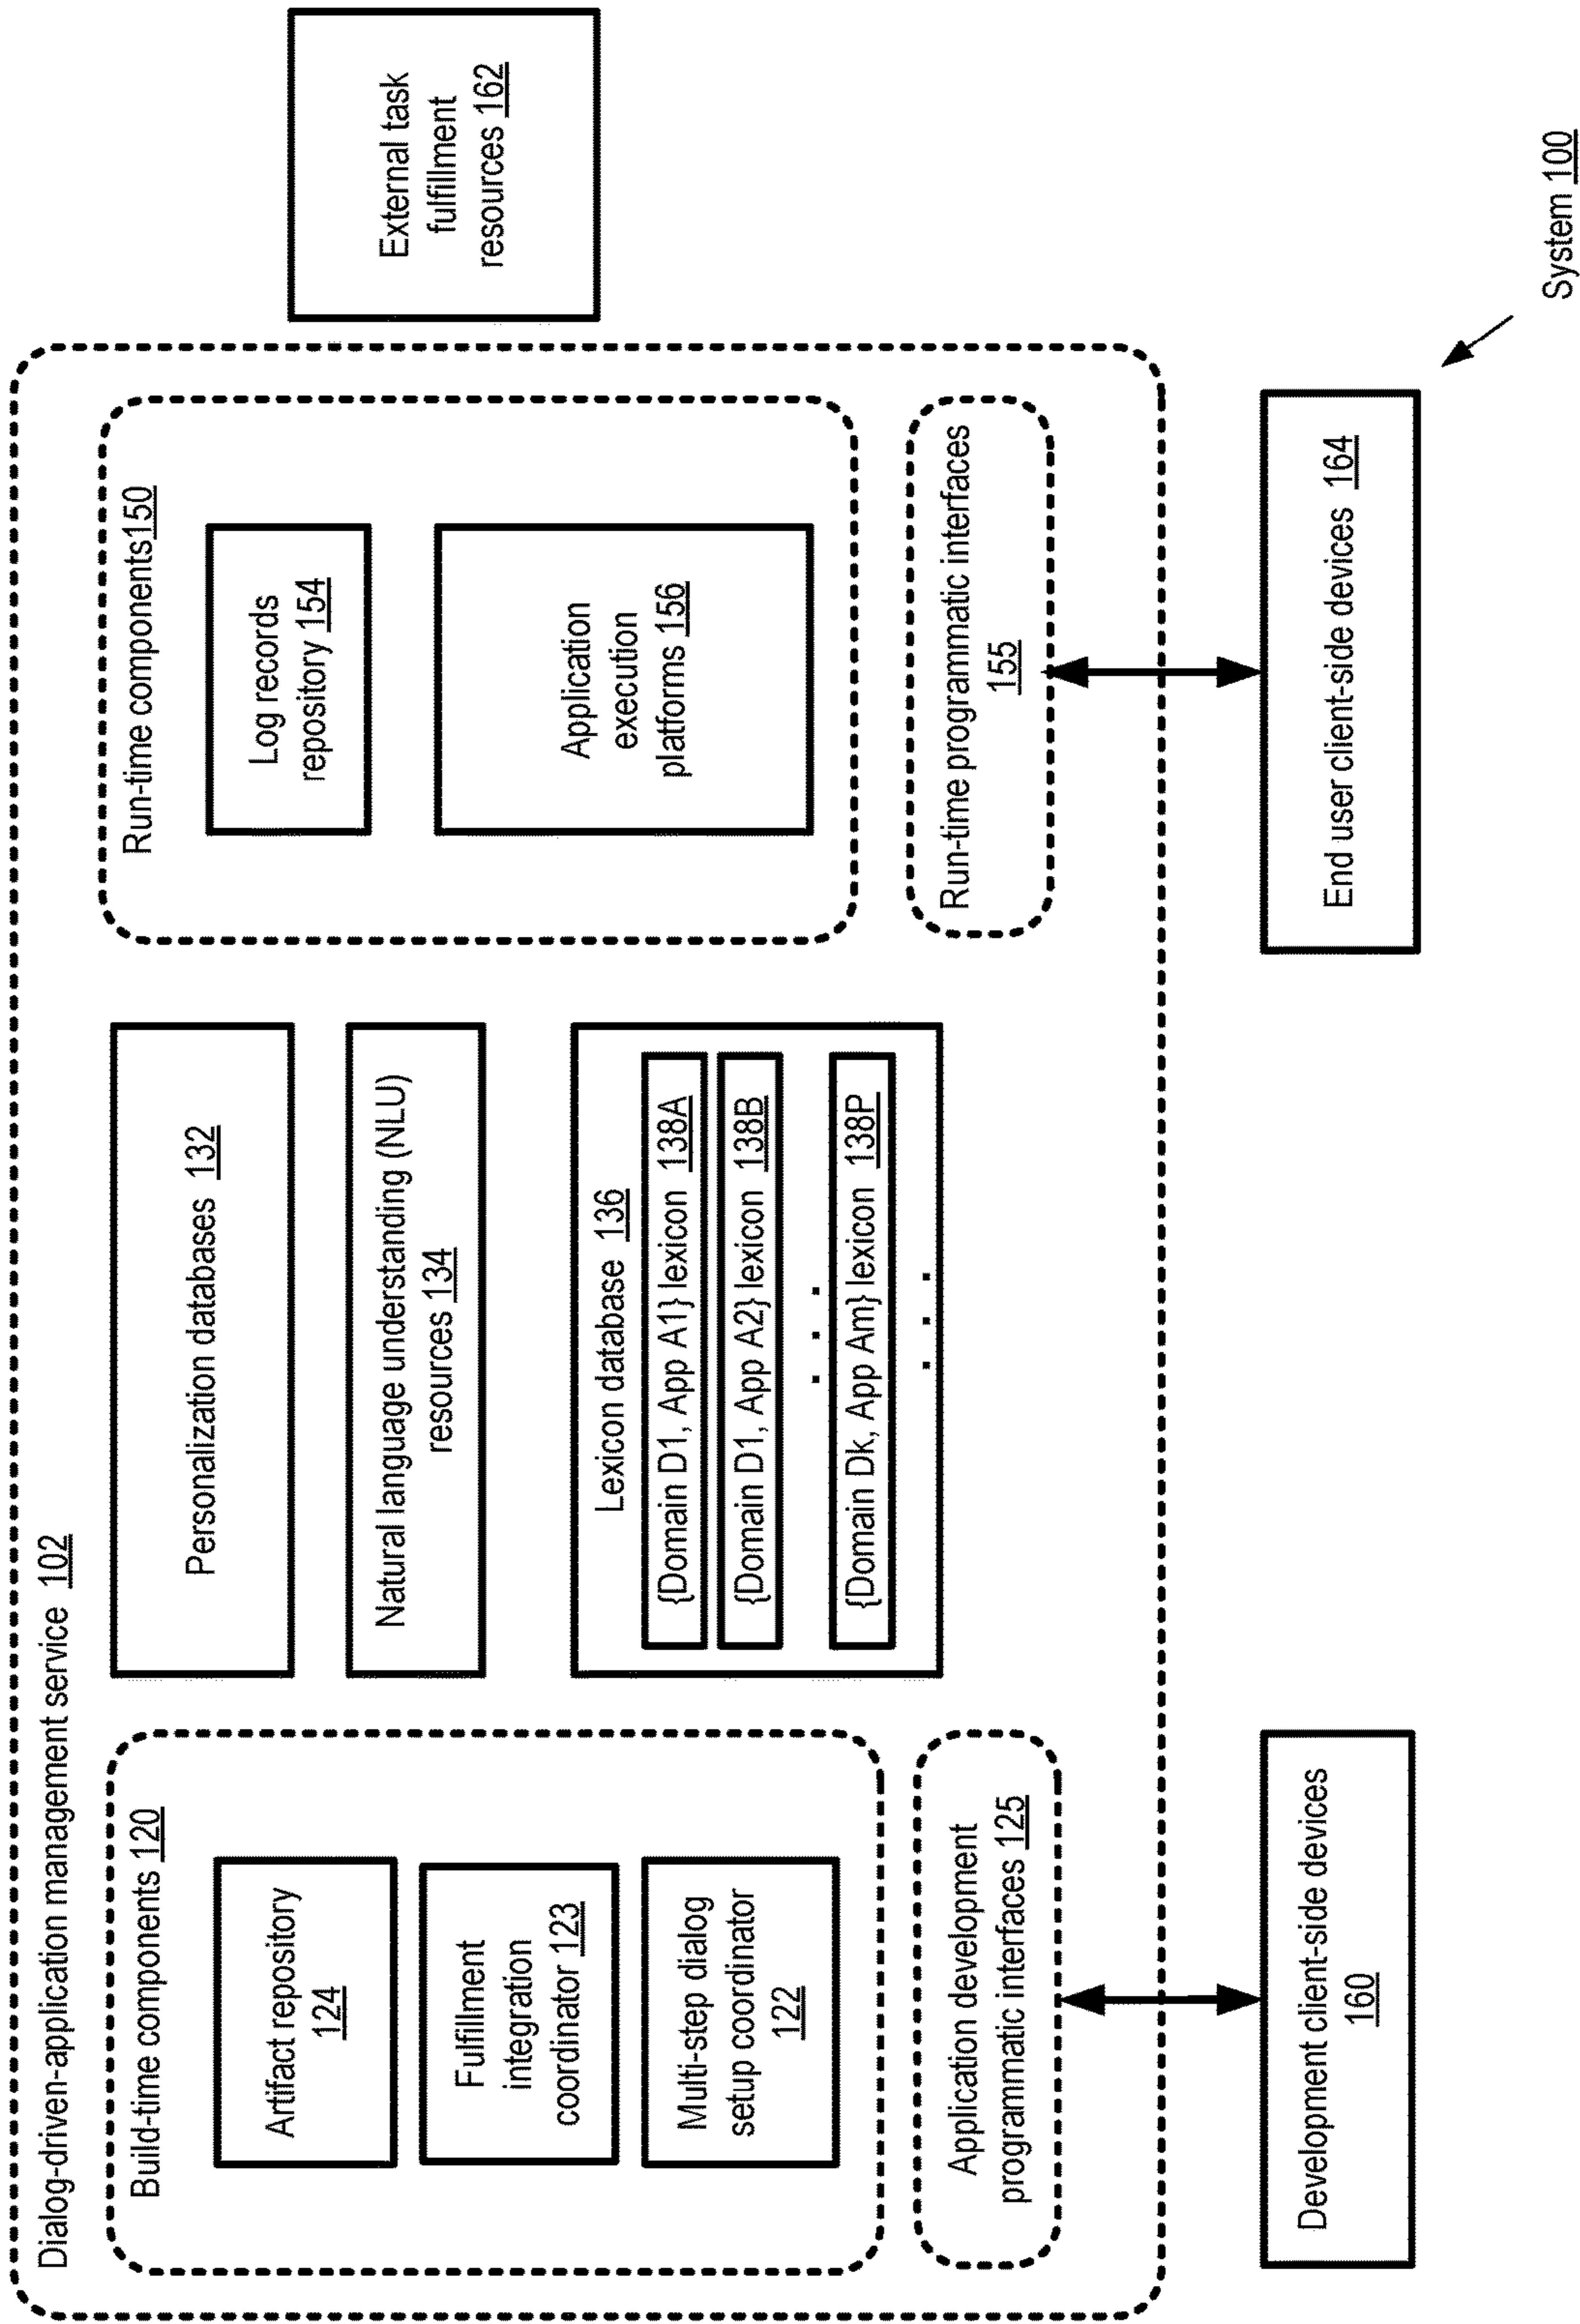 Dialog-driven-application management service 102
Build-time components 120
Artifact repository
124
Fulfillment
integration
coordinator 123
Multi-step dialog
setup coordinator
122
Application development
programmatic interfaces 125
Development client-side devices
160
Personalization databases 132
Natural language understanding (NLU)
resources 134
Lexicon database 136
{Domain D1, App A1} lexicon 138A
{Domain D1, App A2} lexicon 138B
. . .
{Domain Dk, App Am} lexicon 138P
. . .
Run-time components150
Log records
repository 154
Application
execution
platforms 156
Run-time programmatic interfaces
155
End user client-side devices 164
External task
fulfillment
resources 162
System 100